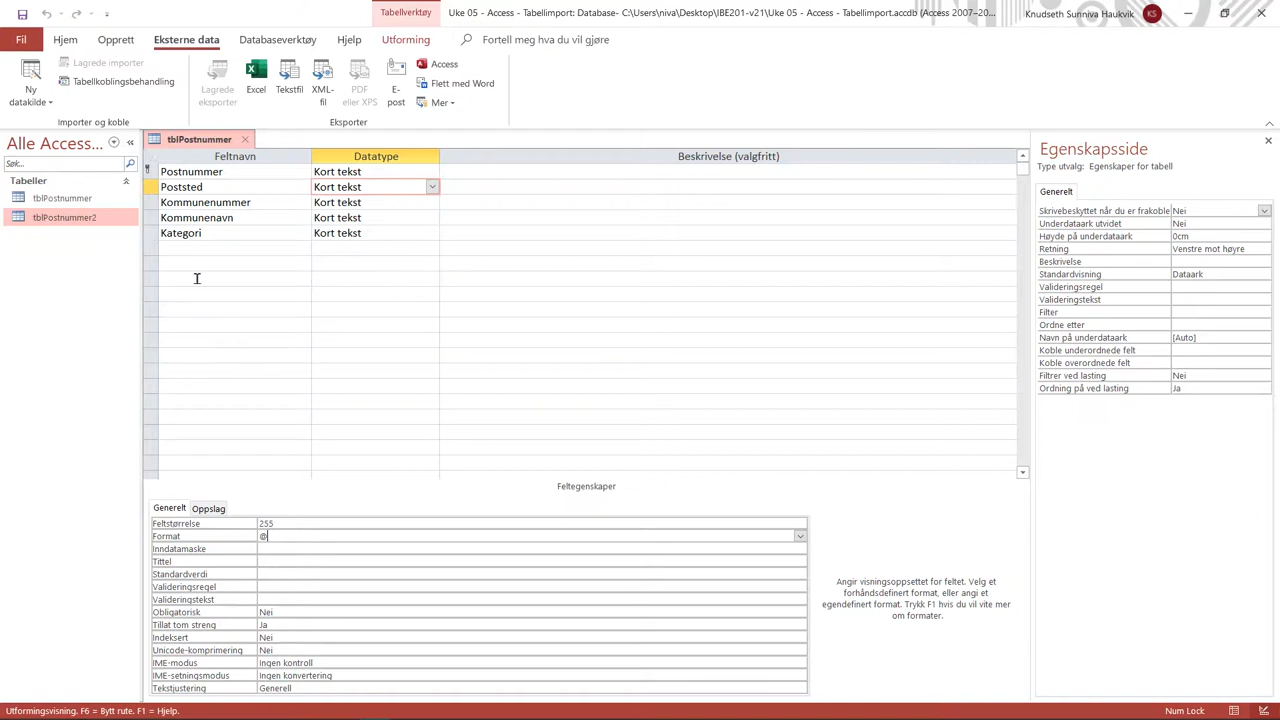 Tabellverktøy
Uke 05 - Access - Tabellimport: Database- C:\Users\niva\Desktop\IBE201-v21\Uke 05 - Access - Tabellimport.accdb (Access 2007–20...
Knudseth Sunniva Haukvik
KS
Fil
Hjem
Opprett
Eksterne data
Databaseverktøy
Hjelp
Utforming
Fortell meg hva du vil gjøre
Ny
datakilde
Lagrede importer
Tabellkoblingsbehandling
Importer og koble
Lagrede
eksporter
Excel
Tekstfil
XML-
fil
PDF
eller XPS
E-
post
Access
Flett med Word
Mer
Eksporter
Alle Access...
Søk...
Tabeller
tblPostnummer
tblPostnummer2
tblPostnummer
Feltnavn Datatype Beskrivelse (valgfritt)
Postnummer Kort tekst
Poststed Kort tekst
Kommunenummer Kort tekst
Kommunenavn Kort tekst
Kategori Kort tekst
Feltegenskaper
Generelt Oppslag
Feltstørrelse 255
Format @
Inndatamaske
Tittel
Standardverdi
Valideringsregel
Valideringstekst
Obligatorisk Nei
Tillat tom streng Ja
Indeksert Nei
Unicode-komprimering Nei
IME-modus Ingen kontroll
IME-setningsmodus Ingen konvertering
Tekstjustering Generell
Angir visningsoppsettet for feltet. Velg et
forhåndsdefinert format, eller angi et
egendefinert format. Trykk F1 hvis du vil vite mer
om formater.
Egenskapsside
Type utvalg: Egenskaper for tabell
Generelt
Skrivebeskyttet når du er frakoble Nei
Underdataark utvidet Nei
Høyde på underdataark 0cm
Retning Venstre mot høyre
Beskrivelse
Standardvisning Dataark
Valideringsregel
Valideringstekst
Filter
Ordne etter
Navn på underdataark [Auto]
Koble underordnede felt
Koble overordnede felt
Filtrer ved lasting Nei
Ordning på ved lasting Ja
Utformingsvisning. F6 = Bytt rute. F1 = Hjelp.
Num Lock